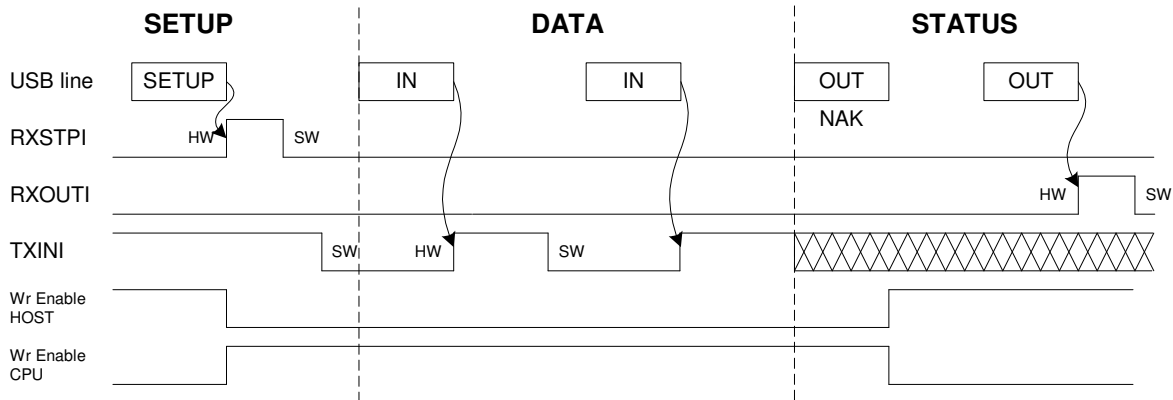 SETUP DATA STATUS
USB line SETUP IN IN OUT OUT
NAK
RXSTPI HW SW
RXOUTI HW SW
TXINI SW HW SW
Wr Enable
HOST
Wr Enable
CPU